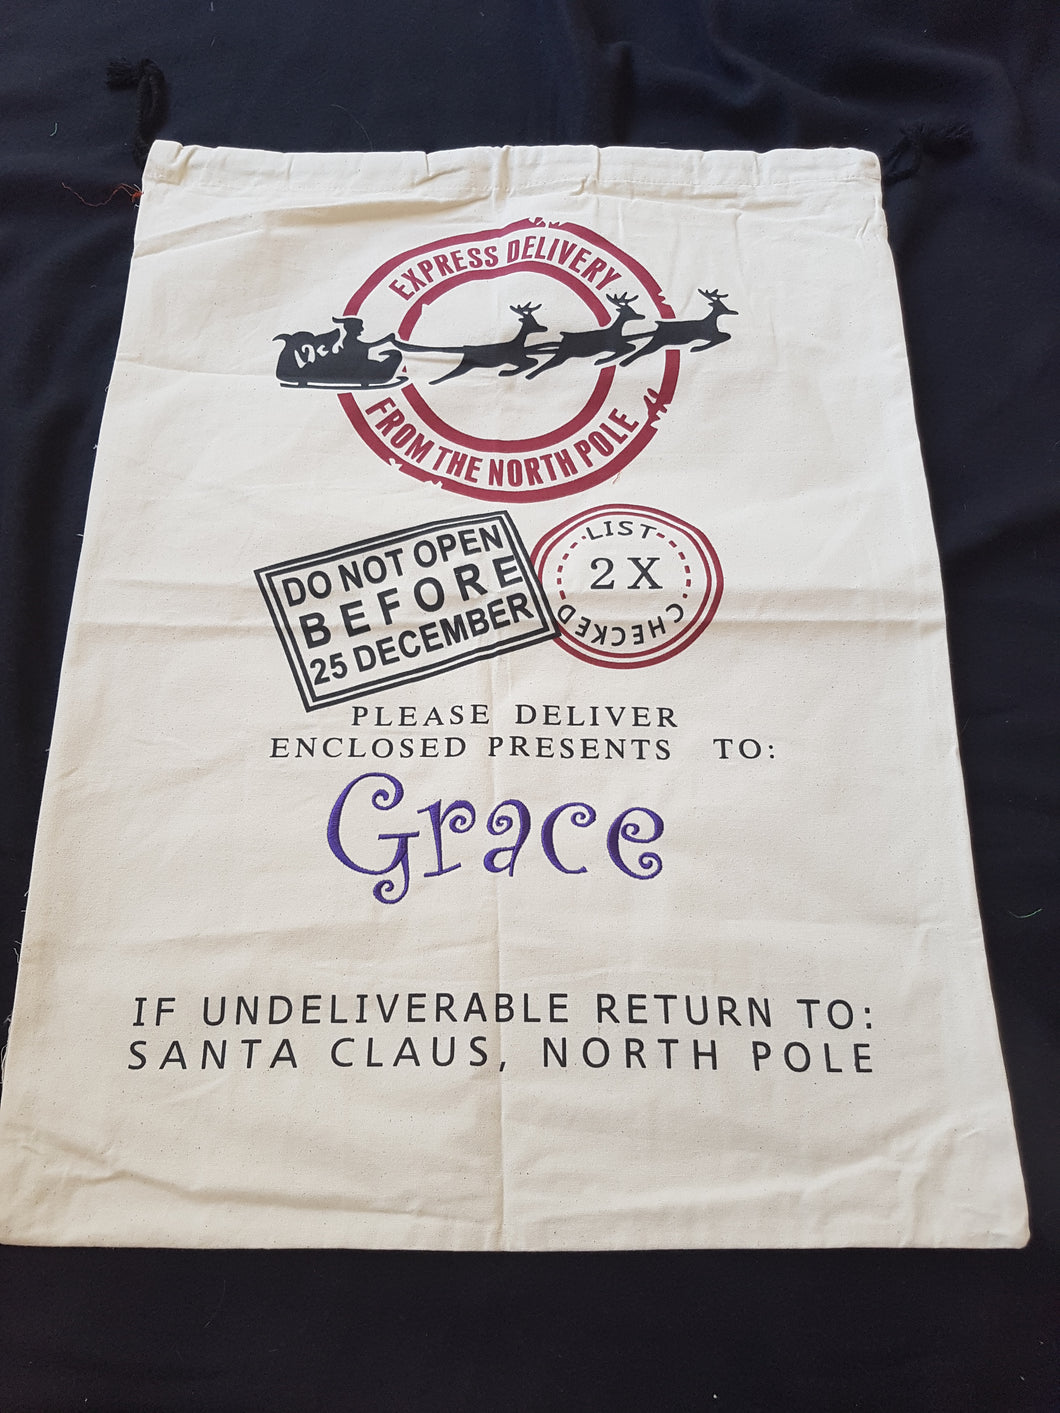 EXPRESS DELIVERY
FROM THE NORTH POLE
DO NOT OPEN
BEFORE
25 DECEMBER
LIST
2 X
CHECKED
PLEASE DELIVER
ENCLOSED PRESENTS TO:
Grace
IF UNDELIVERABLE RETURN TO:
SANTA CLAUS, NORTH POLE